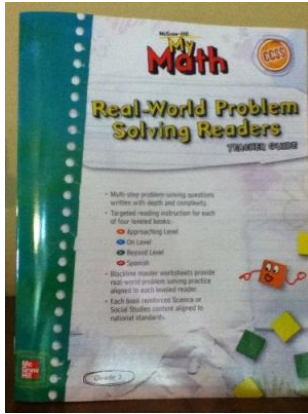 McGraw-Hill
My
Math
CCSS
Real-World Problem
Solving Readers
TEACHER GUIDE
• Multi-step problem-solving questions
written with depth and complexity.
• Targeted reading instruction for each
of four leveled books:
Approaching Level
On Level
Beyond Level
Spanish
• Blackline master worksheets provide
real-world problem solving practice
aligned to each leveled reader.
• Each book reinforces Science or
Social Studies content aligned to
national standards.
Mc
Graw
Hill
Grade 2